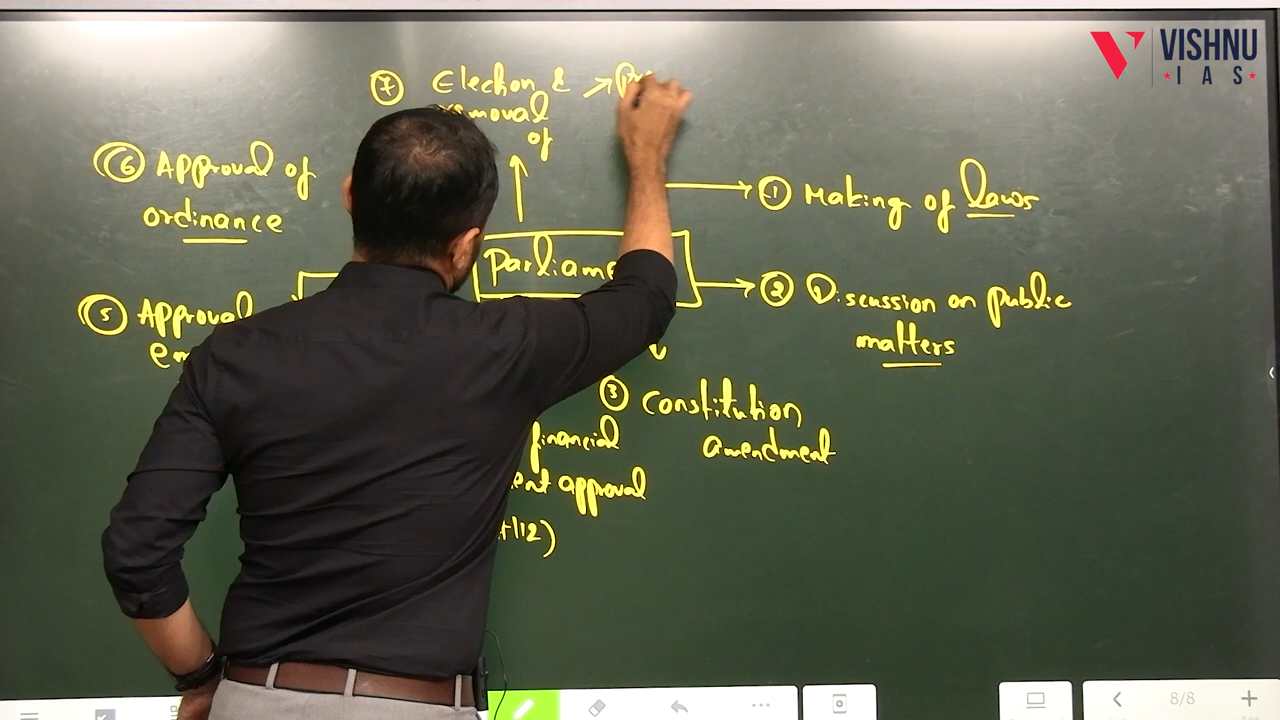 VISHNU
IAS
7 Election &
removal
of
→
6 Approval of
ordinance
1 Making of laws
Parliame
2 Discussion on public
matters
5 Approval
3 Constitution
amendment
financial
approval
8/8